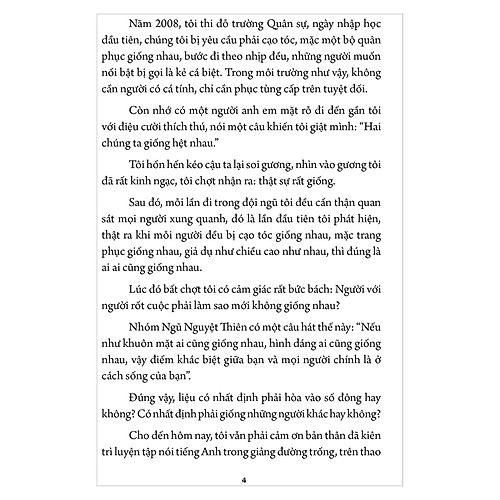 Năm 2008, tôi thi đỗ trường Quân sự, ngày nhập học
đầu tiên, chúng tôi bị yêu cầu phải cạo tóc, mặc một bộ quân
phục giống nhau, bước đi theo nhịp đều, những người muốn
nổi bật bị gọi là kẻ cá biệt. Trong môi trường như vậy, không
cần người có cá tính, chỉ cần phục tùng cấp trên tuyệt đối.
Còn nhớ có một người anh em mặt rỗ đi đến gần tôi
với điệu cười thích thú, nói một câu khiến tôi giật mình: “Hai
chúng ta giống hệt nhau.”
Tôi hổn hển kéo cậu ta lại soi gương, nhìn vào gương tôi
đã rất kinh ngạc, tôi chợt nhận ra: thật sự rất giống.
Sau đó, mỗi lần đi trong đội ngũ tôi đều cẩn thận quan
sát mọi người xung quanh, đó là lần đầu tiên tôi phát hiện,
thật ra khi mỗi người đều bị cạo tóc giống nhau, mặc trang
phục giống nhau, giả dụ như chiều cao như nhau, thì đúng là
ai ai cũng giống nhau.
Lúc đó bất chợt tôi có cảm giác rất bức bách: Người với
người rốt cuộc phải làm sao mới không giống nhau?
Nhóm Ngũ Nguyệt Thiên có một câu hát thế này: “Nếu
như khuôn mặt ai cũng giống nhau, hình dáng ai cũng giống
nhau, vậy điểm khác biệt giữa bạn và mọi người chính là ở
cách sống của bạn”.
Đúng vậy, liệu có nhất định phải hòa vào số đông hay
không? Có nhất định phải giống những người khác hay không?
Cho đến hôm nay, tôi vẫn phải cảm ơn bản thân đã kiên
trì luyện tập nói tiếng Anh trong giảng đường trống, trên thao
4